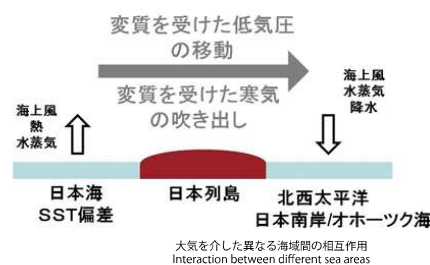 変質を受けた低気圧
の移動
変質を受けた寒気
の吹き出し
海上風
熱
水蒸気
海上風
水蒸気
降水
日本海
SST偏差
日本列島
北西太平洋
日本南岸/オホーツク海
大気を介した異なる海域間の相互作用
Interaction between different sea areas